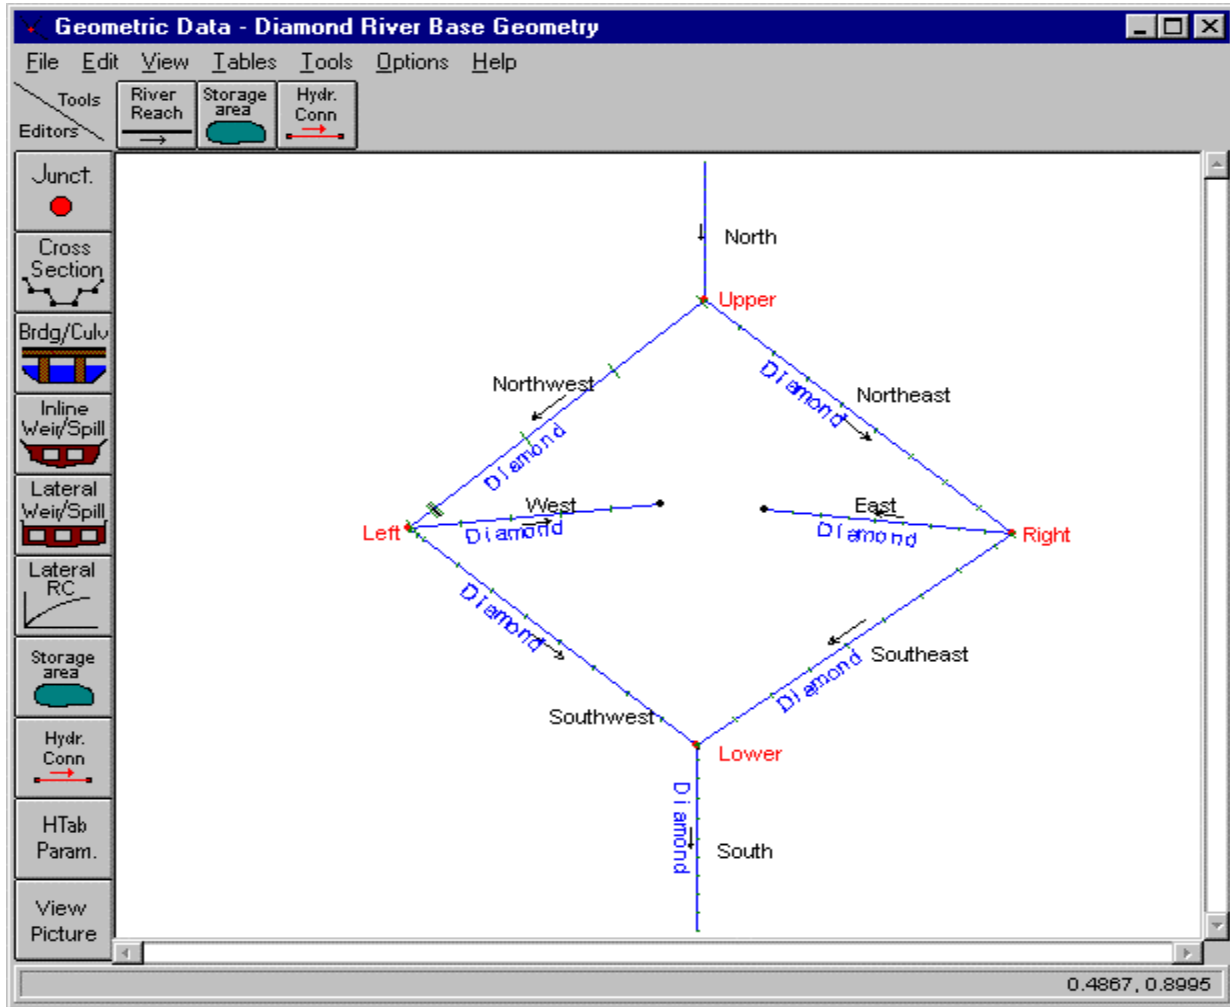 Geometric Data - Diamond River Base Geometry
File Edit View Tables Tools Options Help
Tools
Editors
River
Reach
Storage
area
Hydr.
Conn
Junct.
Cross
Section
Brdg/Culv
Inline
Weir/Spill
Lateral
Weir/Spill
Lateral
RC
Storage
area
Hydr.
Conn
HTab
Param.
View
Picture
North
Upper
Northwest
Diamond
Diamond
Northeast
Left
West
Diamond
East
Diamond
Right
Diamond
Southwest
Southeast
Diamond
Lower
Diamond
South
0.4867, 0.8995